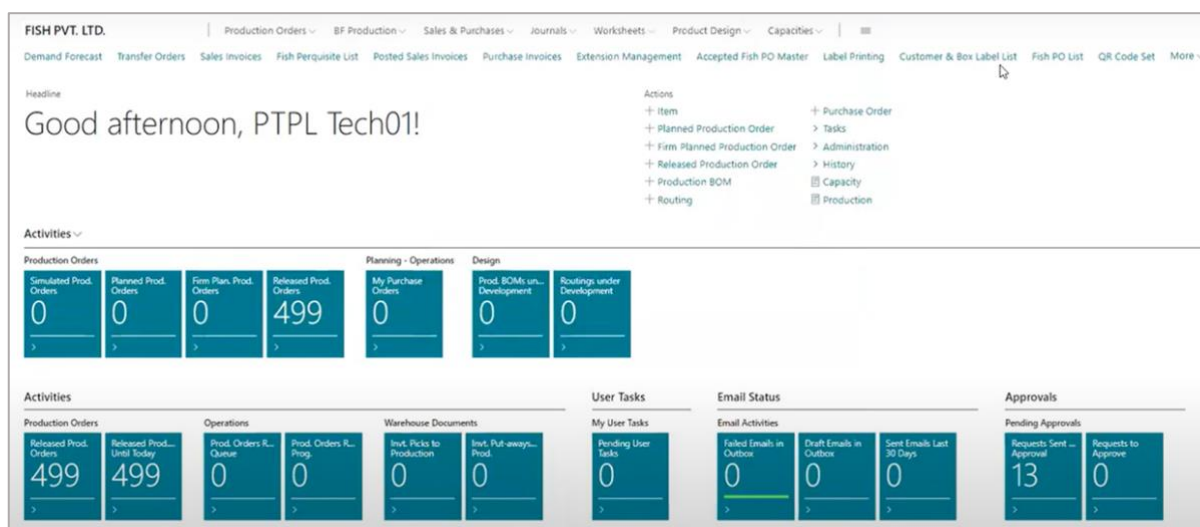 FISH PVT. LTD. Production Orders BF Production Sales & Purchases Journals Worksheets Product Design Capacities
Demand Forecast Transfer Orders Sales Invoices Fish Perquisite List Posted Sales Invoices Purchase Invoices Extension Management Accepted Fish PO Master Label Printing Customer & Box Label List Fish PO List QR Code Set More
Headline
Good afternoon, PTPL Tech01!
Actions
+ Item
+ Planned Production Order
+ Firm Planned Production Order
+ Released Production Order
+ Production BOM
+ Routing
+ Purchase Order
> Tasks
> Administration
> History
Capacity
Production
Activities
Production Orders
Simulated Prod.
Orders
0
Planned Prod.
Orders
0
Firm Plan. Prod.
Orders
0
Released Prod.
Orders
499
Planning - Operations
My Purchase
Orders
0
Design
Prod. BOMs un...
Development
0
Routings under
Development
0
Activities
Production Orders
Released Prod.
Orders
499
Released Prod....
Until Today
499
Operations
Prod. Orders R...
Queue
0
Prod. Orders R...
Prog.
0
Warehouse Documents
Invt. Picks to
Production
0
Invt. Put-aways...
Prod.
0
User Tasks
My User Tasks
Pending User
Tasks
0
Email Status
Email Activities
Failed Emails in
Outbox
0
Draft Emails in
Outbox
0
Sent Emails Last
30 Days
0
Approvals
Pending Approvals
Requests Sent ...
Approval
13
Requests to
Approve
0